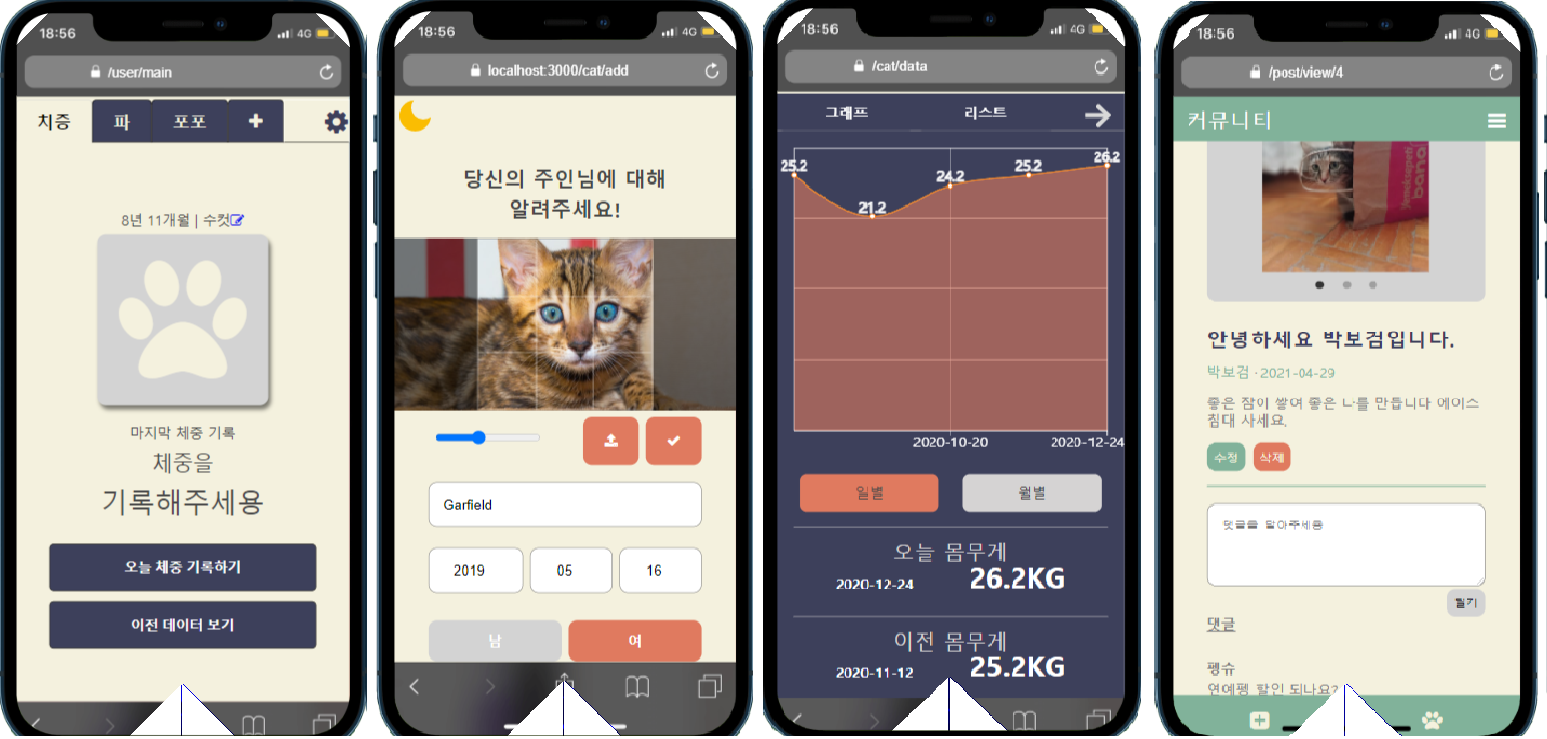 18:56
4G
/user/main
치즁
파
포포
8년 11개월 | 수컷
마지막 체중 기록
체중을
기록해주세용
오늘 체중 기록하기
이전 데이터 보기
18:56
4G
localhost:3000/cat/add
당신의 주인님에 대해
알려주세요!
Garfield
2019
05
16
남
여
18:56
4G
/cat/data
그래프
리스트
25.2
21.2
24.2
25.2
26.2
2020-10-20
2020-12-24
일별
월별
오늘 몸무게
2020-12-24
26.2KG
이전 몸무게
2020-11-12
25.2KG
18:56
4G
/post/view/4
커뮤니티
안녕하세요 박보검입니다.
박보검 · 2021-04-29
좋은 잠이 쌓여 좋은 나를 만듭니다 에이스
침대 사세요.
수정
삭제
댓글을 달아주세용
댓글
펭슈
연예펭 할인 되나요?